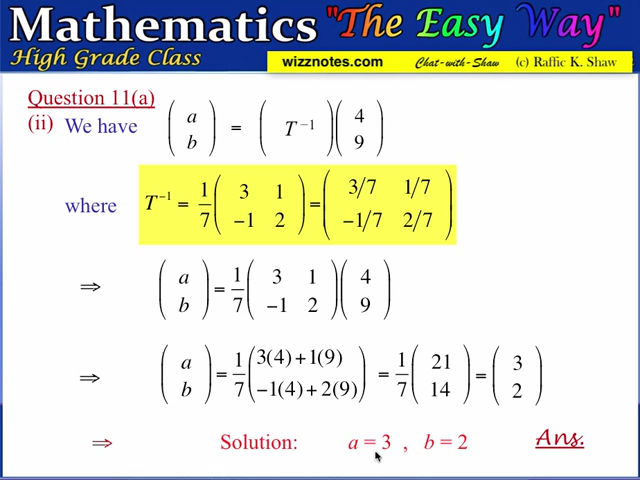 Mathematics "The Easy Way"
High Grade Class
wizznotes.com Chat-with-Shaw (c) Raffic K. Shaw
Question 11(a)
(ii) We have ( a b ) = ( T⁻¹ ) ( 4 9 )
where T⁻¹ = 1/7 ( 3 1 −1 2 ) = ( 3/7 1/7 −1/7 2/7 )
⇒ ( a b ) = 1/7 ( 3 1 −1 2 ) ( 4 9 )
⇒ ( a b ) = 1/7 ( 3(4)+1(9) −1(4)+2(9) ) = 1/7 ( 21 14 ) = ( 3 2 )
⇒ Solution: a = 3 , b = 2 Ans.